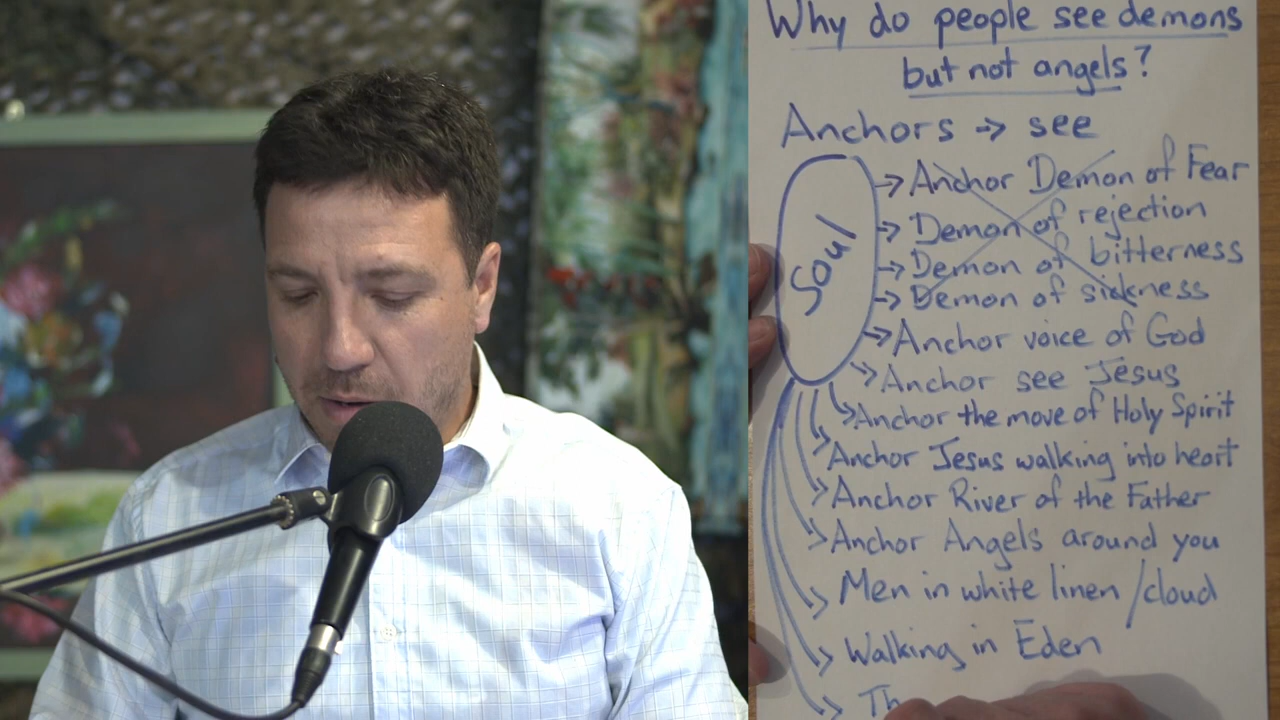 Why do people see demons
but not angels?
Anchors → see
Soul
→ Anchor Demon of Fear
→ Demon of rejection
→ Demon of bitterness
→ Demon of sickness
→ Anchor voice of God
→ Anchor see Jesus
→ Anchor the move of Holy Spirit
→ Anchor Jesus walking into heart
→ Anchor River of the Father
→ Anchor Angels around you
→ Men in white linen / cloud
→ Walking in Eden
→ Th